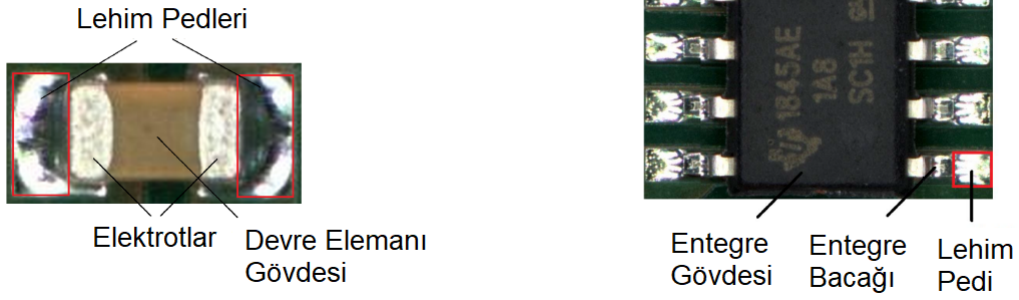 Lehim Pedleri
Elektrotlar
Devre Elemanı
Gövdesi
1845AE
1A8
SC1H
Entegre
Gövdesi
Entegre
Bacağı
Lehim
Pedi